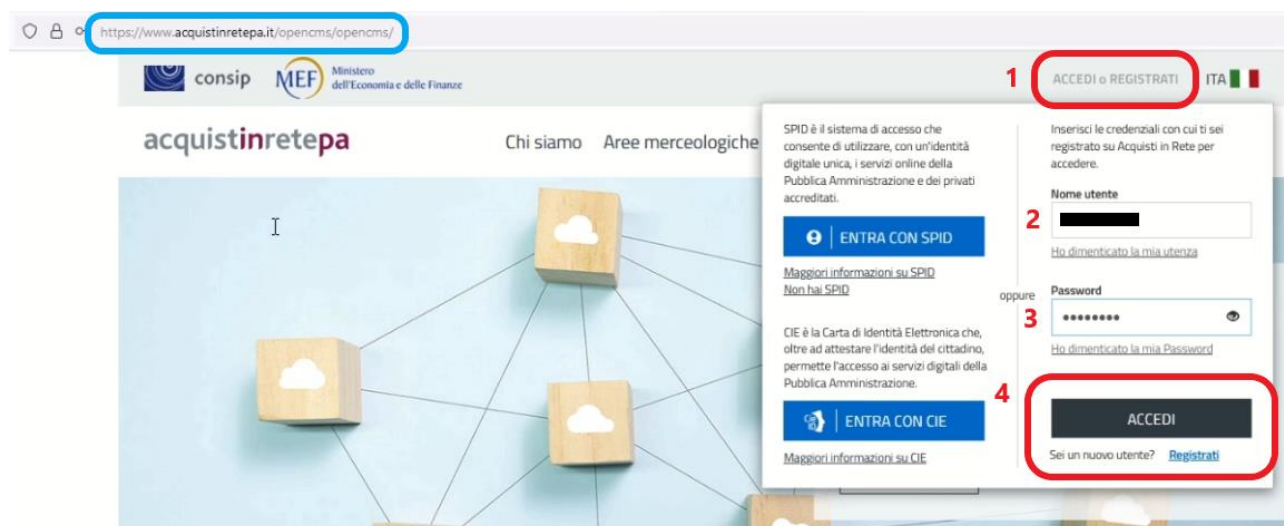 https://www.acquistinretepa.it/opencms/opencms/
consip
MEF
Ministero
dell'Economia e delle Finanze
1
ACCEDI o REGISTRATI
ITA
acquistinretepa
Chi siamo
Aree merceologiche
SPID è il sistema di accesso che
consente di utilizzare, con un'identità
digitale unica, i servizi online della
Pubblica Amministrazione e dei privati
accreditati.
ENTRA CON SPID
Maggiori informazioni su SPID
Non hai SPID
CIE è la Carta di Identità Elettronica che,
oltre ad attestare l'identità del cittadino,
permette l'accesso ai servizi digitali della
Pubblica Amministrazione.
ENTRA CON CIE
Maggiori informazioni su CIE
oppure
Inserisci le credenziali con cui ti sei
registrato su Acquisti in Rete per
accedere.
Nome utente
2
Ho dimenticato la mia utenza
Password
3
••••••••
Ho dimenticato la mia Password
4
ACCEDI
Sei un nuovo utente? Registrati